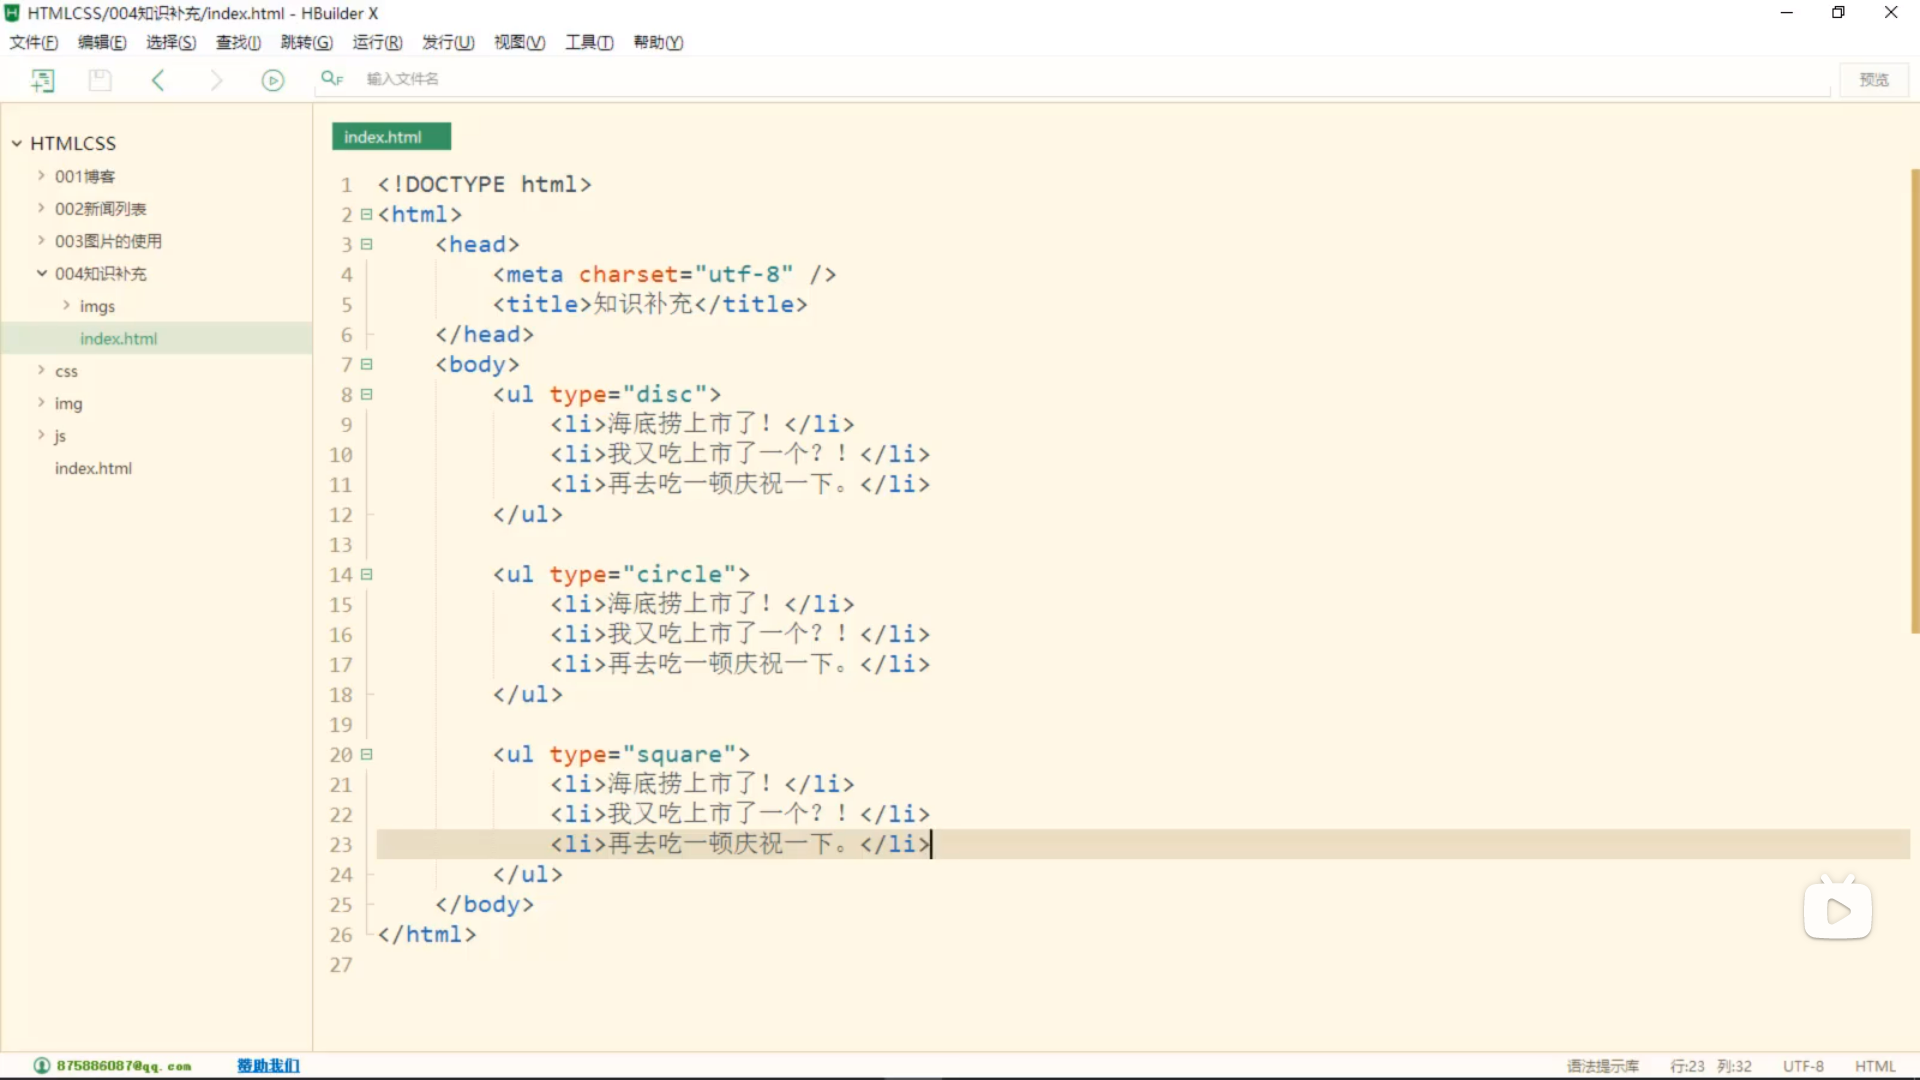 HTMLCSS/004知识补充/index.html - HBuilder X
文件(F) 编辑(E) 选择(S) 查找(I) 跳转(G) 运行(R) 发行(U) 视图(V) 工具(T) 帮助(Y)
输入文件名 预览
HTMLCSS
001博客
002新闻列表
003图片的使用
004知识补充
imgs
index.html
css
img
js
index.html
index.html
1 <!DOCTYPE html>
2 <html>
3 <head>
4 <meta charset="utf-8" />
5 <title>知识补充</title>
6 </head>
7 <body>
8 <ul type="disc">
9 <li>海底捞上市了！</li>
10 <li>我又吃上市了一个？！</li>
11 <li>再去吃一顿庆祝一下。</li>
12 </ul>
13
14 <ul type="circle">
15 <li>海底捞上市了！</li>
16 <li>我又吃上市了一个？！</li>
17 <li>再去吃一顿庆祝一下。</li>
18 </ul>
19
20 <ul type="square">
21 <li>海底捞上市了！</li>
22 <li>我又吃上市了一个？！</li>
23 <li>再去吃一顿庆祝一下。</li>
24 </ul>
25 </body>
26 </html>
27
875886087@qq.com 赞助我们 语法提示库 行:23 列:32 UTF-8 HTML